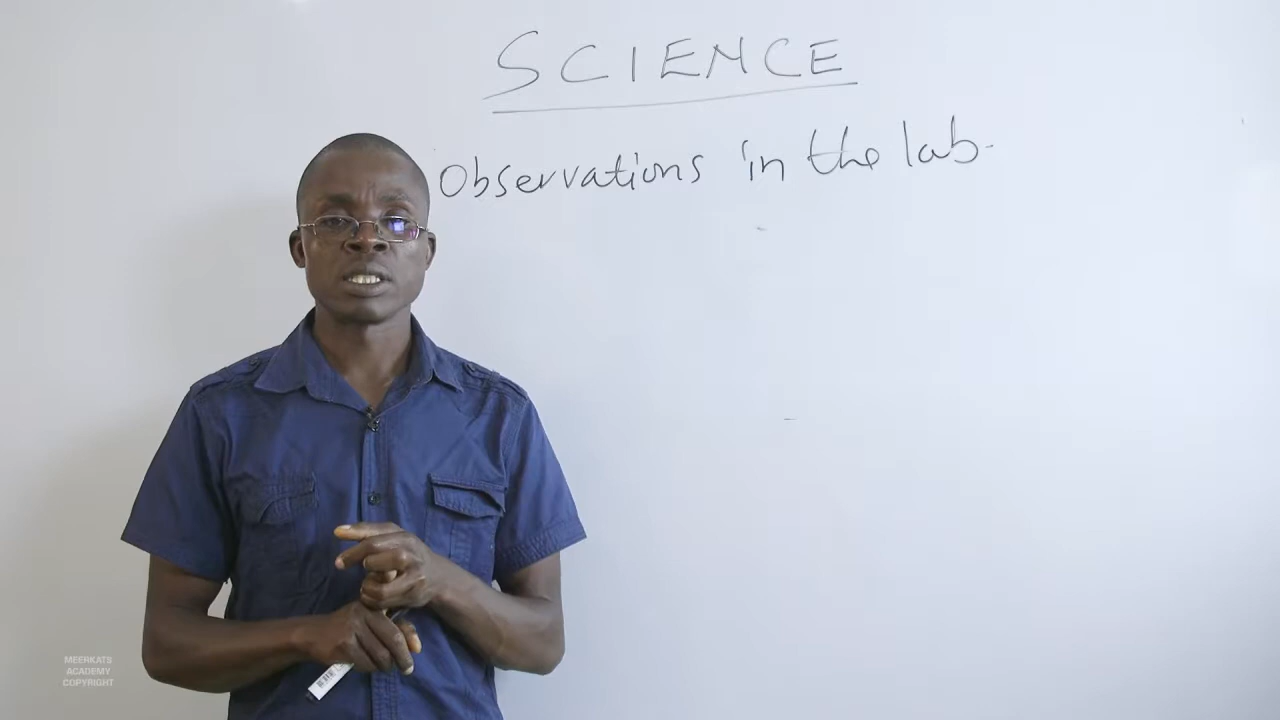 SCIENCE
Observations in the lab.
MEERKATS
ACADEMY
COPYRIGHT